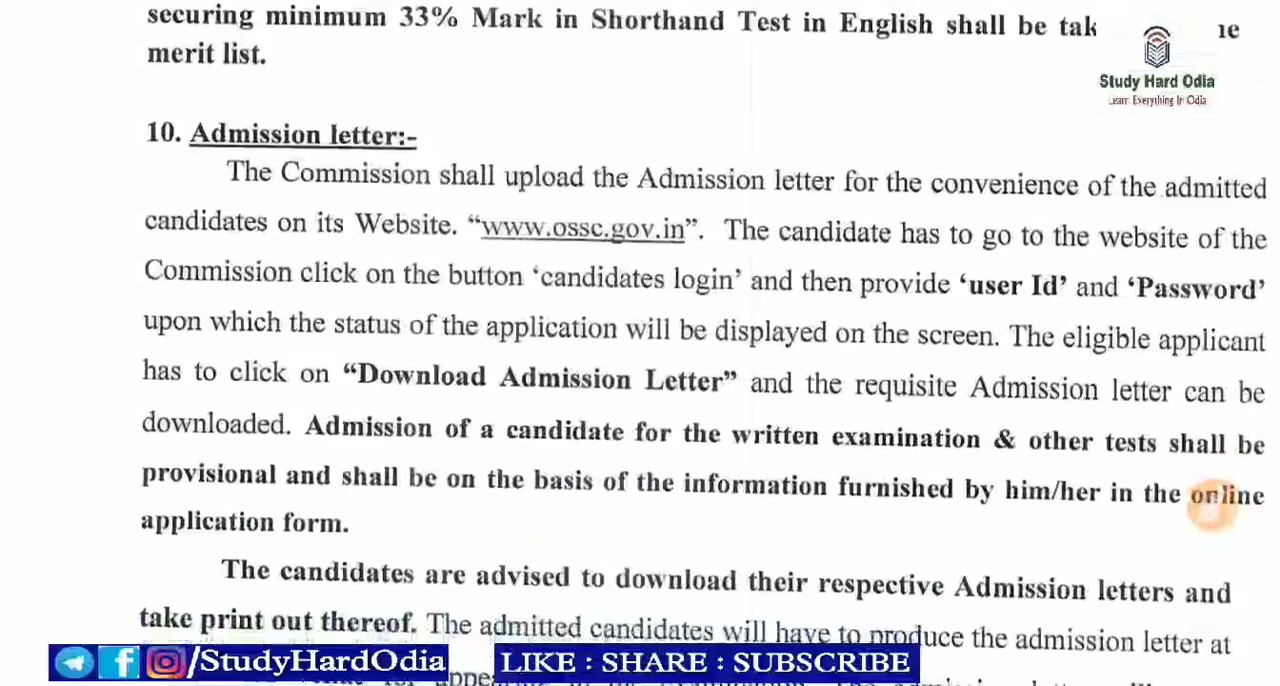 securing minimum 33% Mark in Shorthand Test in English shall be
merit list.
Study Hard Odia
Learn Everything In Odia
10. Admission letter:-
The Commission shall upload the Admission letter for the convenience of the admitted
candidates on its Website. “www.ossc.gov.in”. The candidate has to go to the website of the
Commission click on the button ‘candidates login’ and then provide ‘user Id’ and ‘Password’
upon which the status of the application will be displayed on the screen. The eligible applicant
has to click on “Download Admission Letter” and the requisite Admission letter can be
downloaded. Admission of a candidate for the written examination & other tests shall be
provisional and shall be on the basis of the information furnished by him/her in the online
application form.
The candidates are advised to download their respective Admission letters and
take print out thereof. The admitted candidates will have to produce the admission letter at
/StudyHardOdia
LIKE : SHARE : SUBSCRIBE